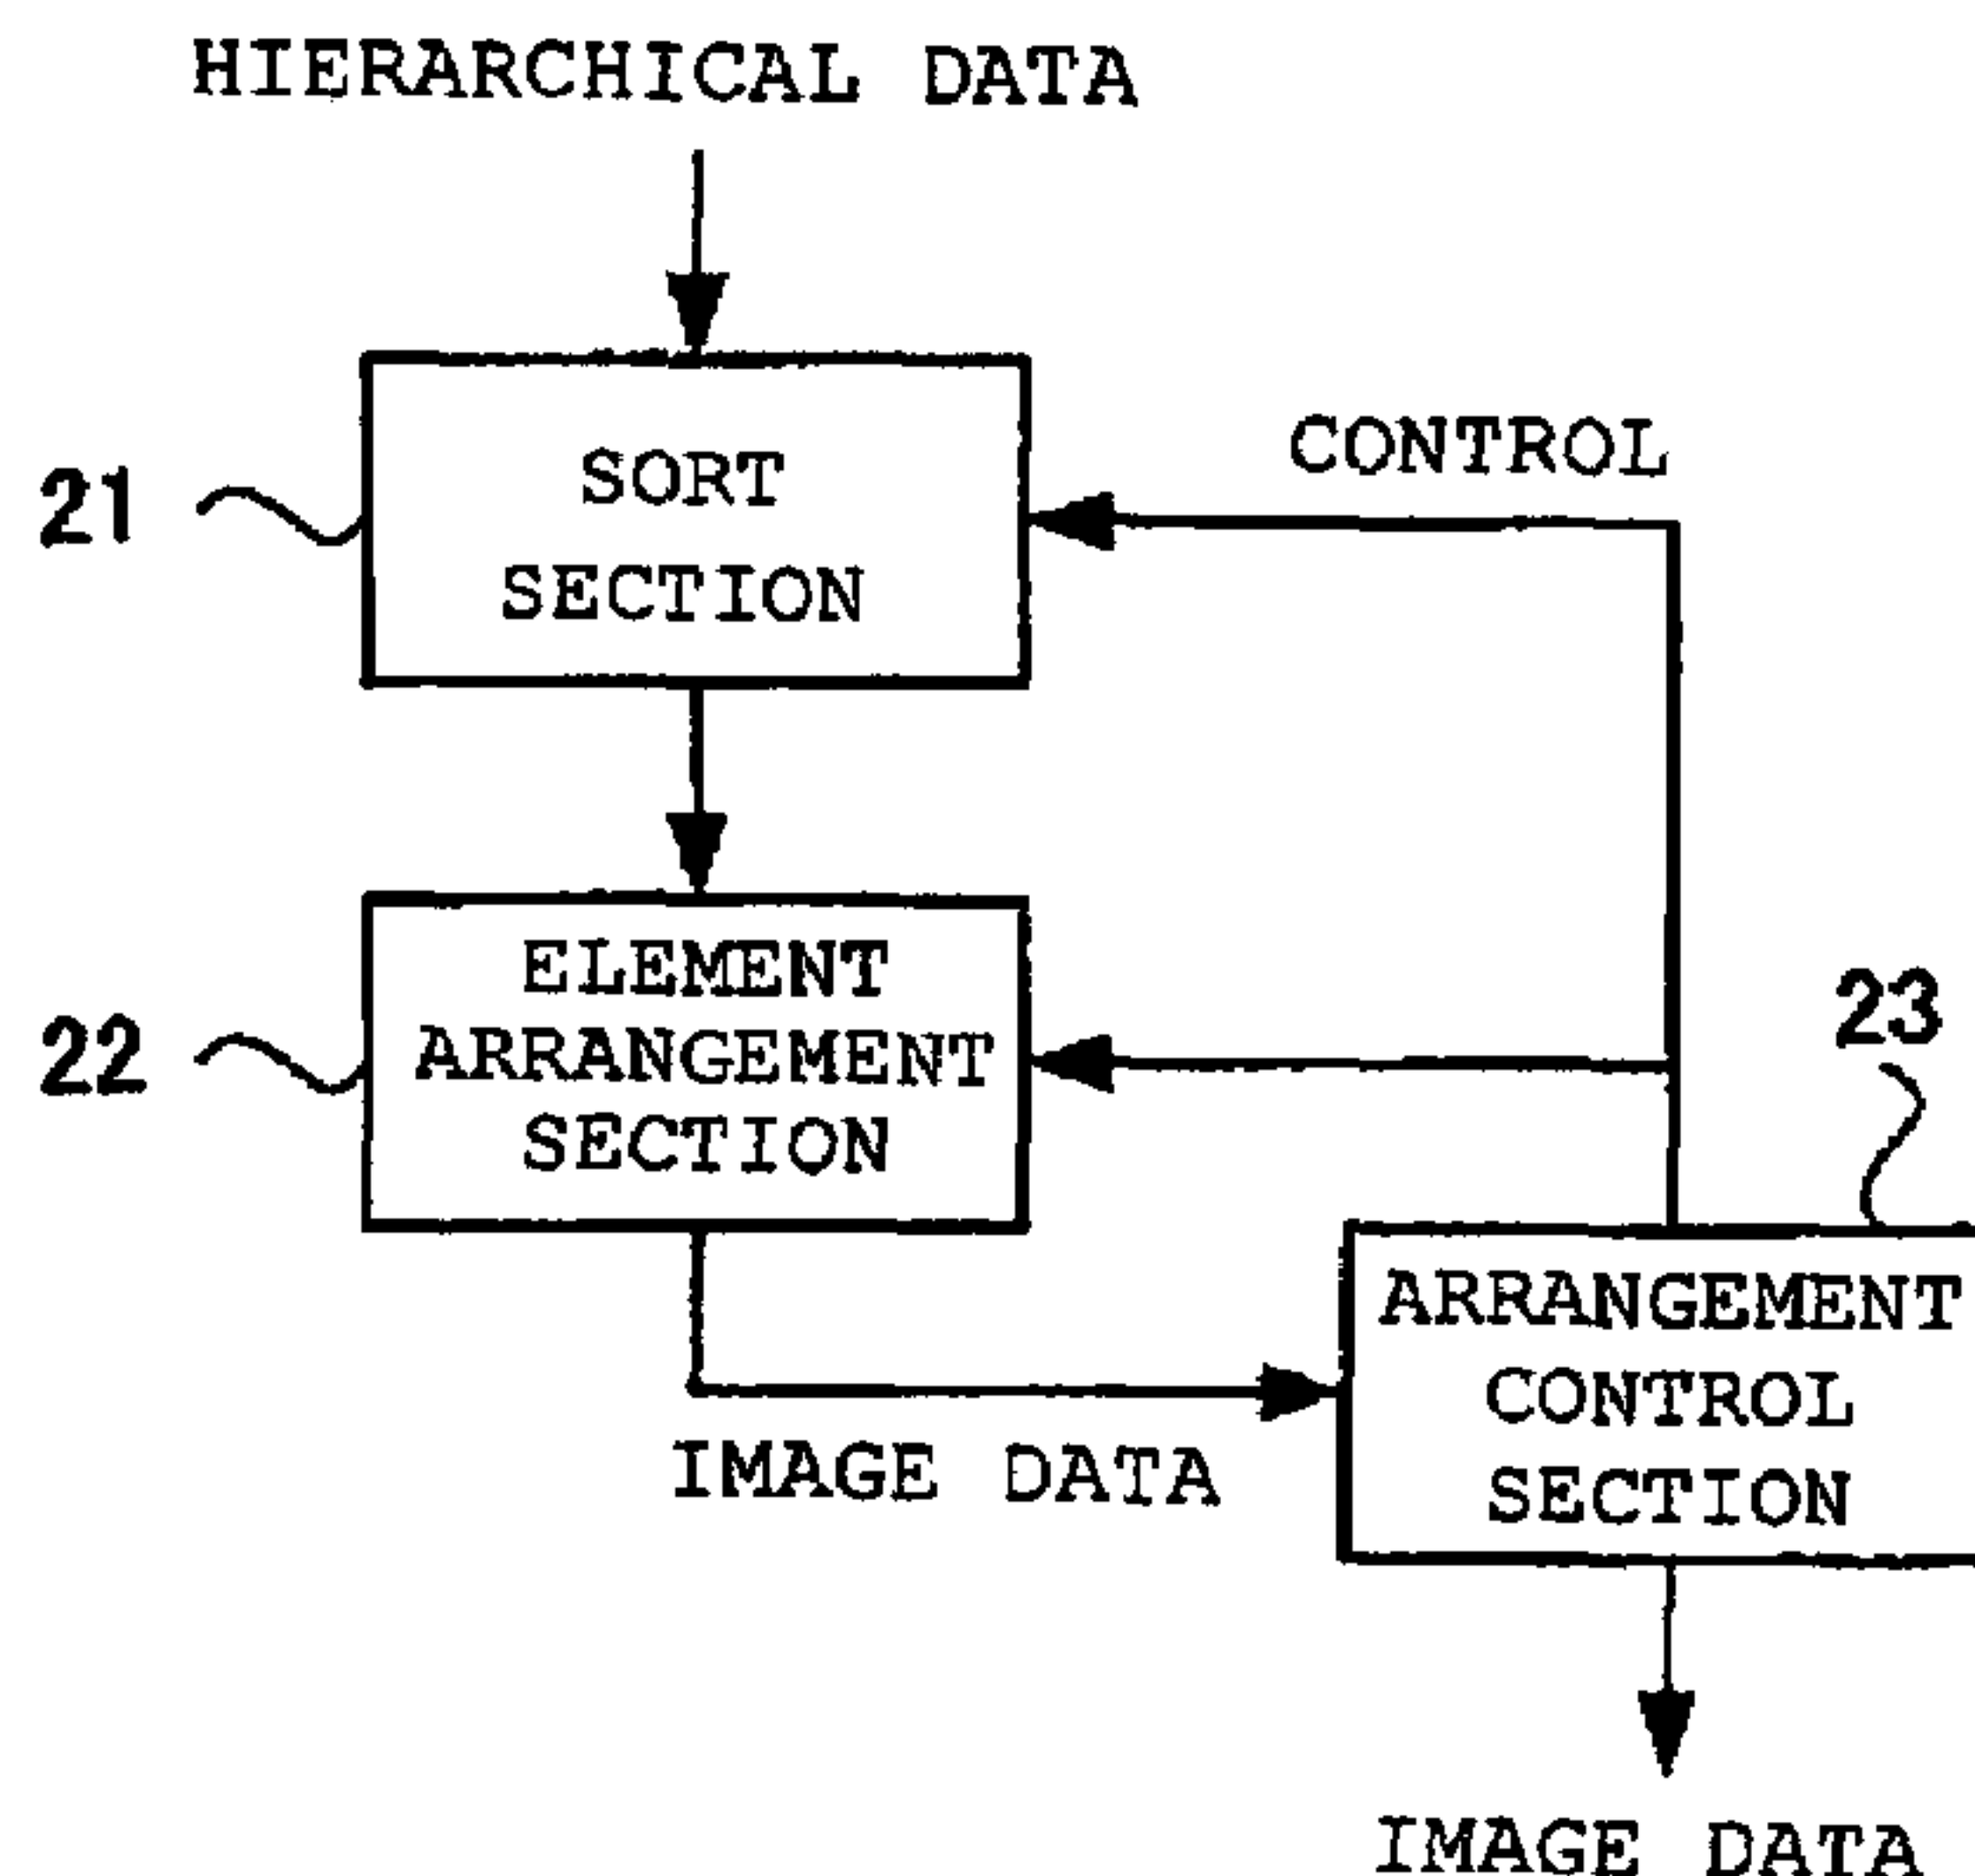 HIERARCHICAL DATA
SORT
SECTION
21
CONTROL
ELEMENT
ARRANGEMENT
SECTION
22
23
ARRANGEMENT
CONTROL
SECTION
IMAGE DATA
IMAGE DATA